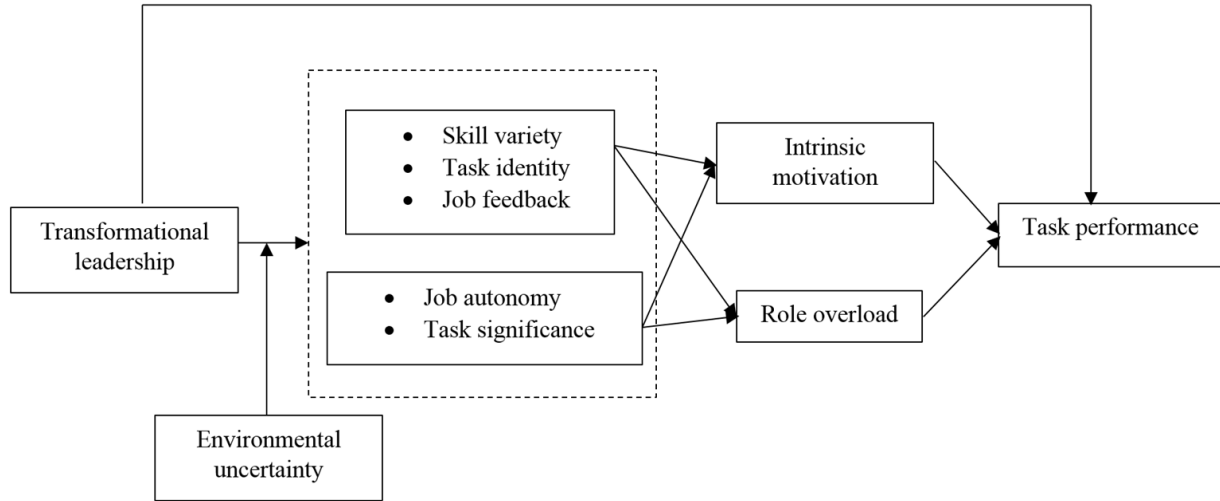 • Skill variety
• Task identity
• Job feedback
Intrinsic
motivation
Transformational
leadership
Task performance
• Job autonomy
• Task significance
Role overload
Environmental
uncertainty